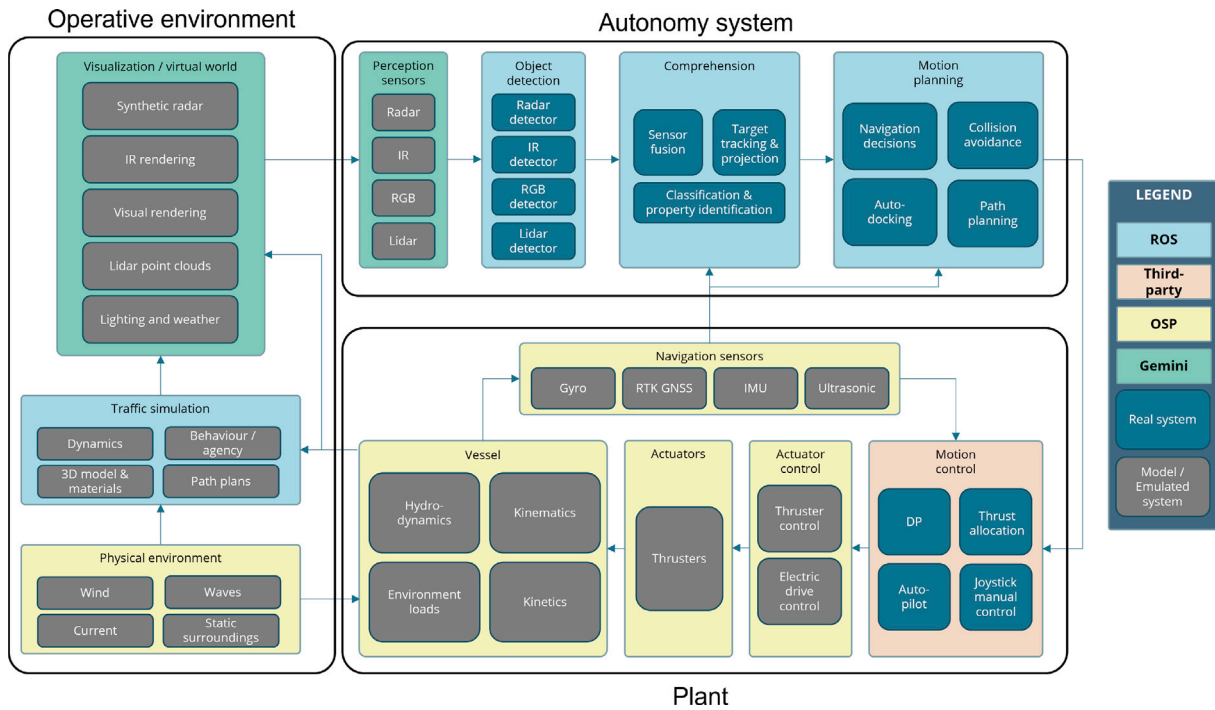 Operative environment
Autonomy system
Visualization / virtual world
Synthetic radar
IR rendering
Visual rendering
Lidar point clouds
Lighting and weather
Traffic simulation
Dynamics
Behaviour /
agency
3D model &
materials
Path plans
Physical environment
Wind
Waves
Current
Static
surroundings
Perception
sensors
Radar
IR
RGB
Lidar
Object
detection
Radar
detector
IR
detector
RGB
detector
Lidar
detector
Comprehension
Sensor
fusion
Target
tracking &
projection
Classification &
property identification
Motion
planning
Navigation
decisions
Collision
avoidance
Auto-
docking
Path
planning
Navigation sensors
Gyro
RTK GNSS
IMU
Ultrasonic
Vessel
Hydro-
dynamics
Kinematics
Environment
loads
Kinetics
Actuators
Thrusters
Actuator
control
Thruster
control
Electric
drive control
Motion
control
DP
Thrust
allocation
Auto-
pilot
Joystick
manual
control
Plant
LEGEND
ROS
Third-
party
OSP
Gemini
Real system
Model /
Emulated
system